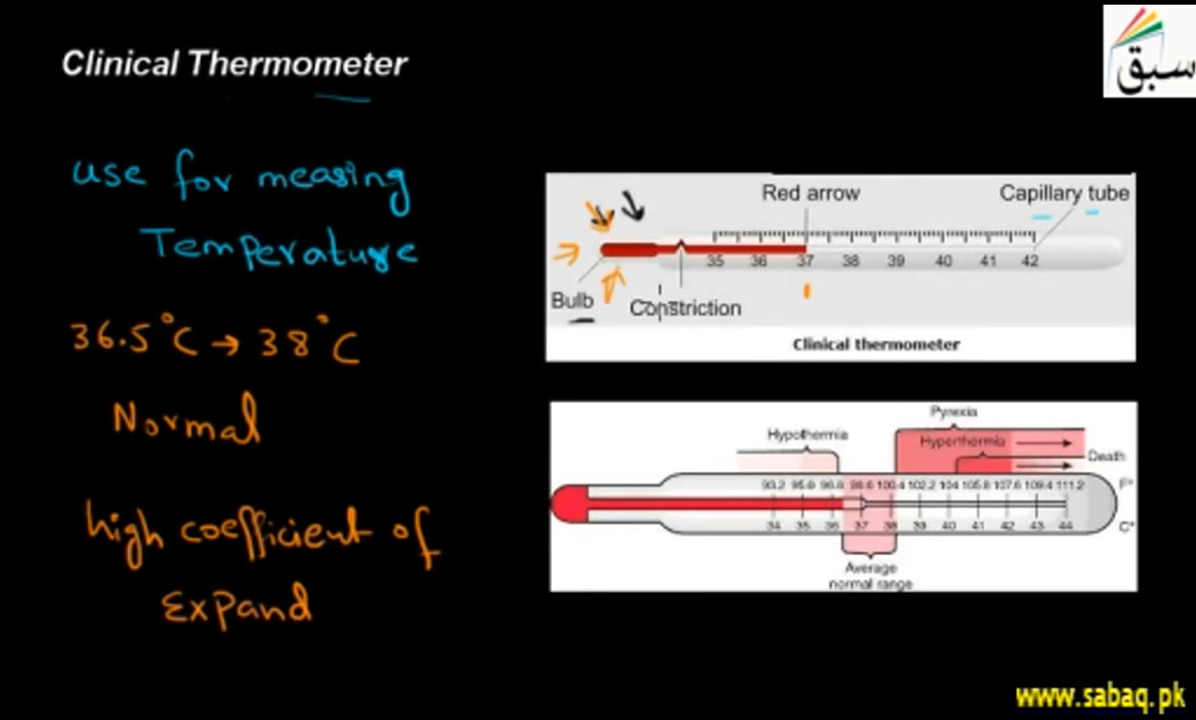 Clinical Thermometer
سبق
use for measing
Temperature
36.5°C → 38°C
Normal
high coefficient of
Expand
Red arrow
Capillary tube
35 36 37 38 39 40 41 42
Bulb
Constriction
Clinical thermometer
Pyrexia
Hypothermia
Hyperthermia
Death
93.2 95.0 96.8 98.6 100.4 102.2 104 105.8 107.6 109.4 111.2 F°
34 35 36 37 38 39 40 41 42 43 44 C°
Average
normal range
www.sabaq.pk